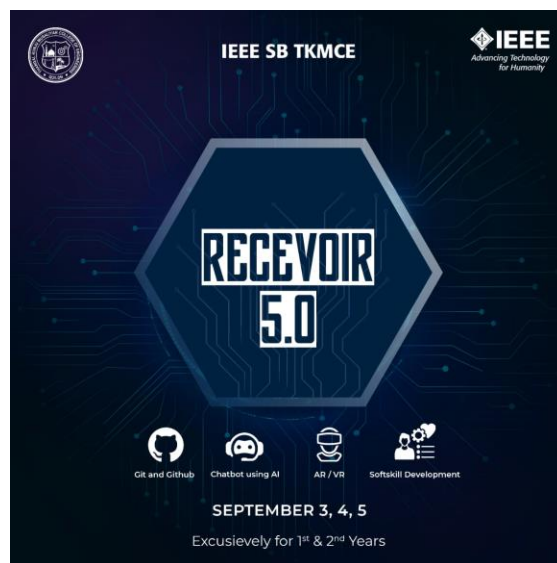 IEEE SB TKMCE
IEEE
Advancing Technology
for Humanity
RECEVOIR
5.0
Git and Github
Chatbot using AI
AR / VR
Softskill Development
SEPTEMBER 3, 4, 5
Excusievely for 1st & 2nd Years